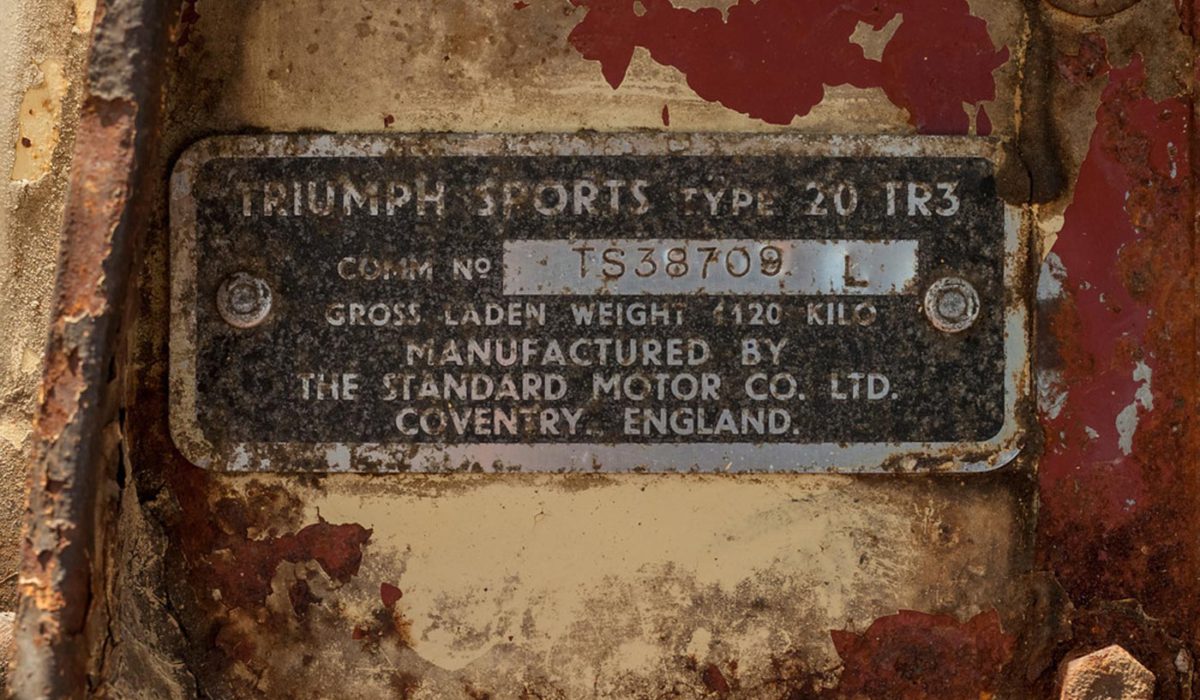 TRIUMPH SPORTS TYPE 20 TR3
COMM Nº TS38709 L
GROSS LADEN WEIGHT 1120 KILO
MANUFACTURED BY
THE STANDARD MOTOR CO. LTD.
COVENTRY. ENGLAND.